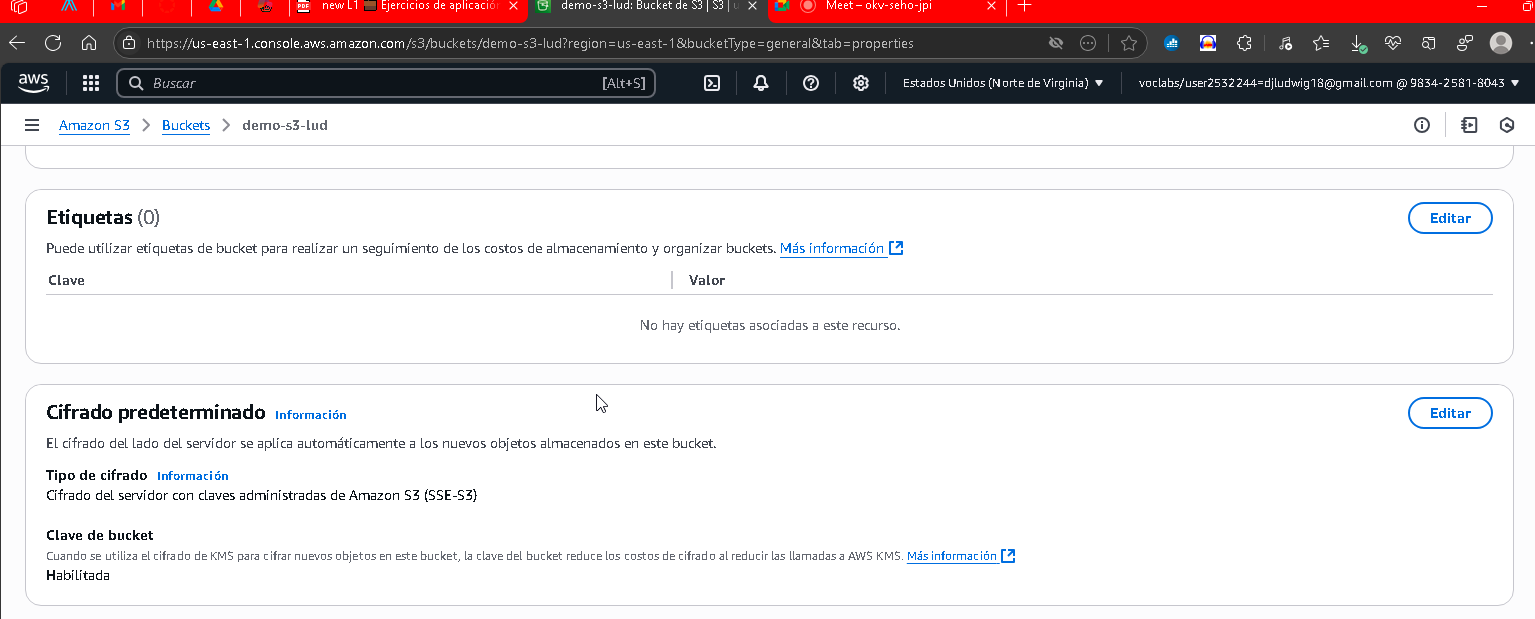 new L1 Ejercicios de aplicación
demo-s3-lud: Bucket de S3 | S3 | u
Meet – okv-seho-jpi
https://us-east-1.console.aws.amazon.com/s3/buckets/demo-s3-lud?region=us-east-1&bucketType=general&tab=properties
aws
Buscar
[Alt+S]
Estados Unidos (Norte de Virginia)
voclabs/user2532244=djludwig18@gmail.com @ 9834-2581-8043
Amazon S3
Buckets
demo-s3-lud
Etiquetas (0)
Editar
Puede utilizar etiquetas de bucket para realizar un seguimiento de los costos de almacenamiento y organizar buckets. Más información
Clave
Valor
No hay etiquetas asociadas a este recurso.
Cifrado predeterminado Información
Editar
El cifrado del lado del servidor se aplica automáticamente a los nuevos objetos almacenados en este bucket.
Tipo de cifrado Información
Cifrado del servidor con claves administradas de Amazon S3 (SSE-S3)
Clave de bucket
Cuando se utiliza el cifrado de KMS para cifrar nuevos objetos en este bucket, la clave del bucket reduce los costos de cifrado al reducir las llamadas a AWS KMS. Más información
Habilitada